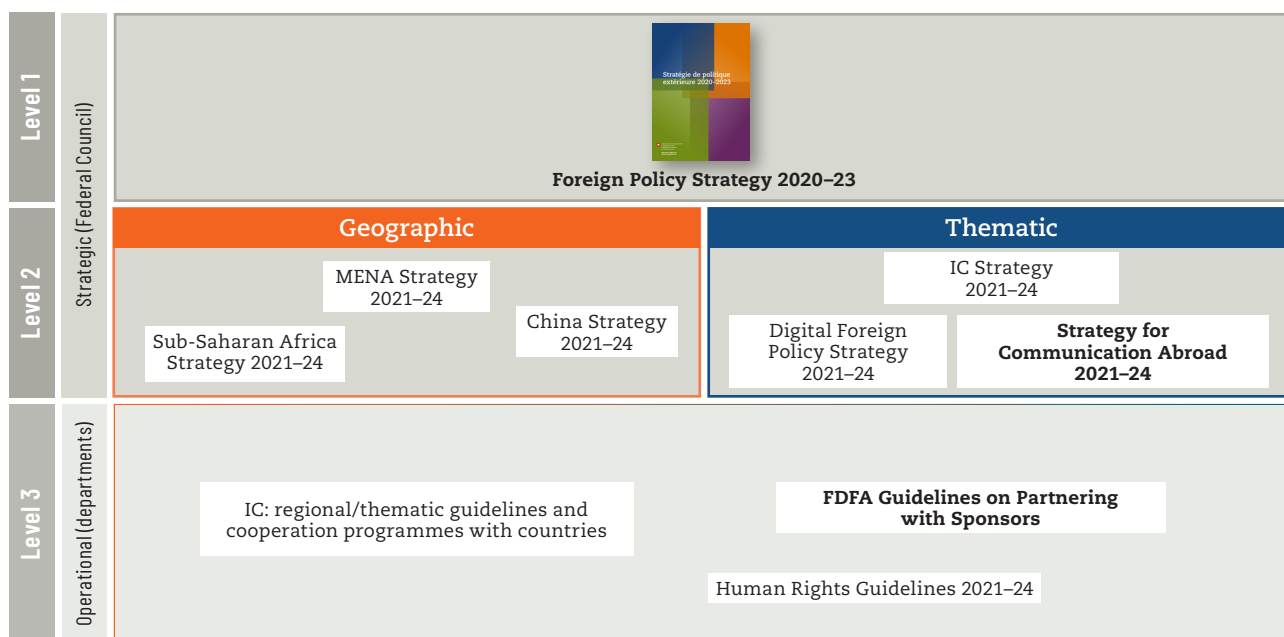 Level 1
Strategic (Federal Council)
Stratégie de politique
extérieure 2020–2023
Foreign Policy Strategy 2020–23
Level 2
Geographic
MENA Strategy
2021–24
China Strategy
2021–24
Sub-Saharan Africa
Strategy 2021–24
Thematic
IC Strategy
2021–24
Digital Foreign
Policy Strategy
2021–24
Strategy for
Communication Abroad
2021–24
Level 3
Operational (departments)
IC: regional/thematic guidelines and
cooperation programmes with countries
FDFA Guidelines on Partnering
with Sponsors
Human Rights Guidelines 2021–24